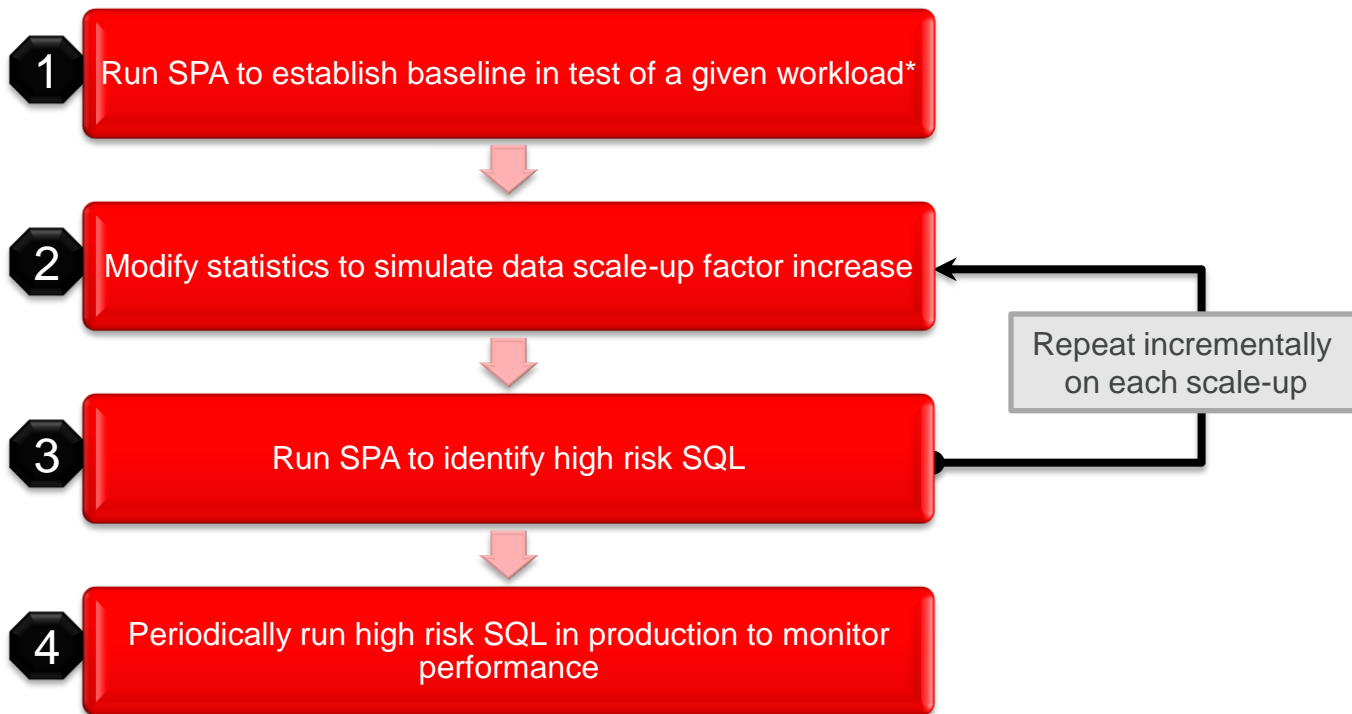 1
Run SPA to establish baseline in test of a given workload*
2
Modify statistics to simulate data scale-up factor increase
Repeat incrementally
on each scale-up
3
Run SPA to identify high risk SQL
4
Periodically run high risk SQL in production to monitor
performance